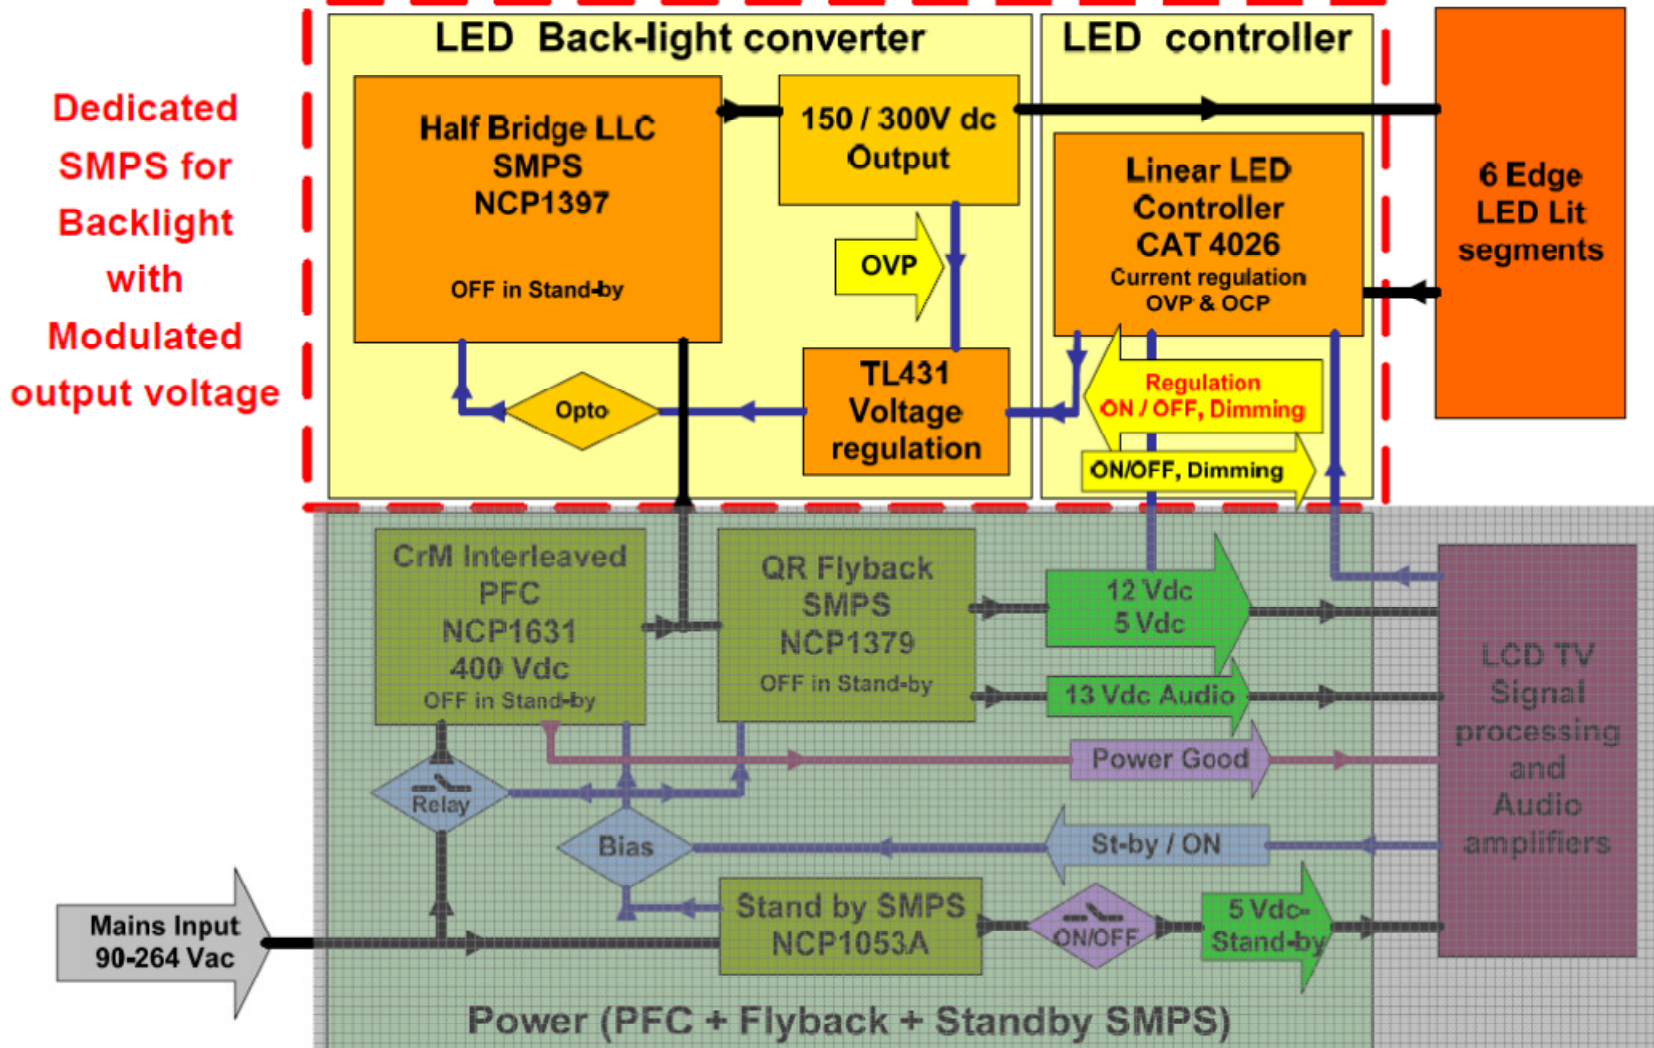 LED Back-light converter
LED controller
Dedicated
SMPS for
Backlight
with
Modulated
output voltage
Half Bridge LLC
SMPS
NCP1397
OFF in Stand-by
150 / 300V dc
Output
OVP
Linear LED
Controller
CAT 4026
Current regulation
OVP & OCP
6 Edge
LED Lit
segments
Opto
TL431
Voltage
regulation
Regulation
ON / OFF, Dimming
ON/OFF, Dimming
CrM Interleaved
PFC
NCP1631
400 Vdc
OFF in Stand-by
QR Flyback
SMPS
NCP1379
OFF in Stand-by
12 Vdc
5 Vdc
13 Vdc Audio
Power Good
LCD TV
Signal
processing
and
Audio
amplifiers
Relay
Bias
St-by / ON
Mains Input
90-264 Vac
Stand by SMPS
NCP1053A
ON/OFF
5 Vdc-
Stand-by
Power (PFC + Flyback + Standby SMPS)